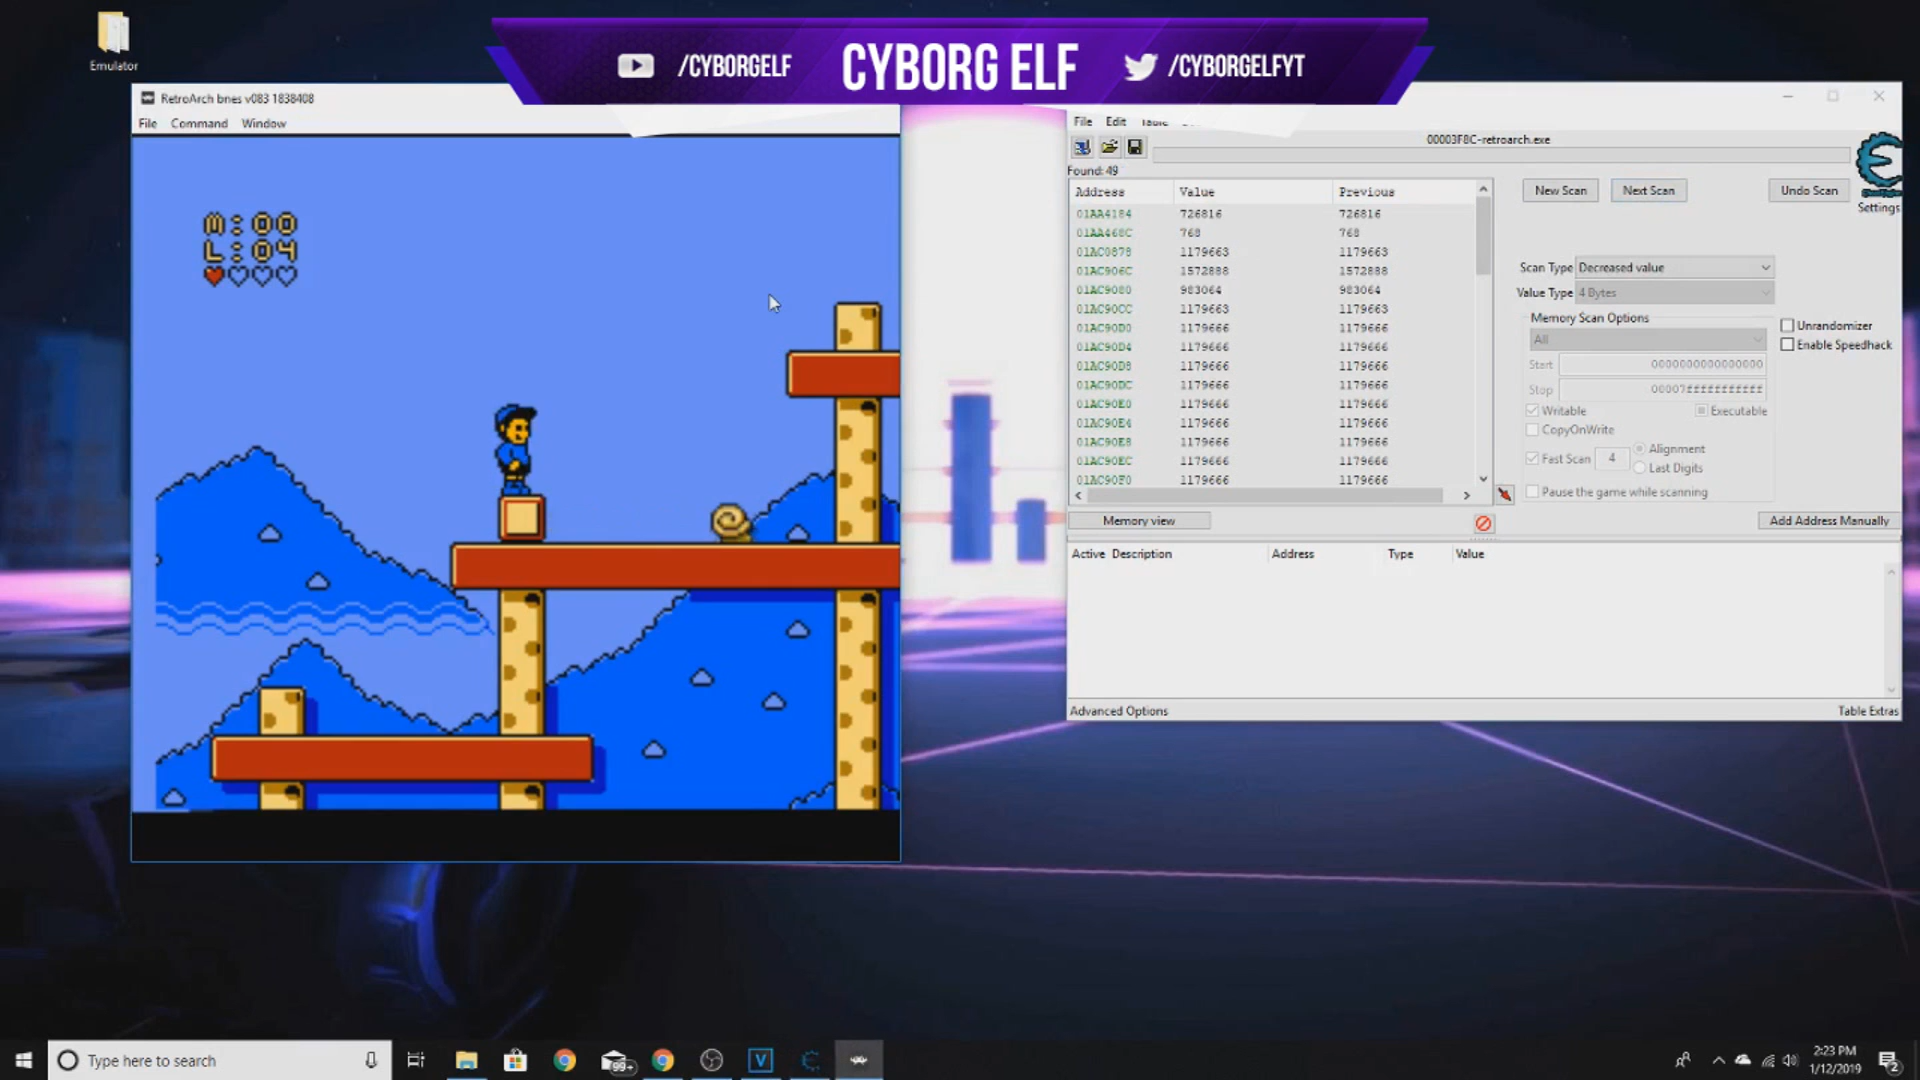 Emulator
/CYBORGELF CYBORG ELF /CYBORGELFYT
RetroArch bnes v083 1838408
File Command Window
M:00
L:04
File Edit Table
00003F8C-retroarch.exe
Found: 49
Address Value Previous
01AA4184 726816 726816
01AA468C 768 768
01AC0878 1179663 1179663
01AC906C 1572888 1572888
01AC9080 983064 983064
01AC90CC 1179663 1179663
01AC90D0 1179666 1179666
01AC90D4 1179666 1179666
01AC90D8 1179666 1179666
01AC90DC 1179666 1179666
01AC90E0 1179666 1179666
01AC90E4 1179666 1179666
01AC90E8 1179666 1179666
01AC90EC 1179666 1179666
01AC90F0 1179666 1179666
New Scan Next Scan Undo Scan
Settings
Scan Type Decreased value
Value Type 4 Bytes
Memory Scan Options
All
Start 0000000000000000
Stop 00007fffffffffff
Writable Executable
CopyOnWrite
Fast Scan 4 Alignment
Last Digits
Pause the game while scanning
Unrandomizer
Enable Speedhack
Memory view
Add Address Manually
Active Description Address Type Value
Advanced Options Table Extras
Type here to search
99+
2:23 PM
1/12/2019
2